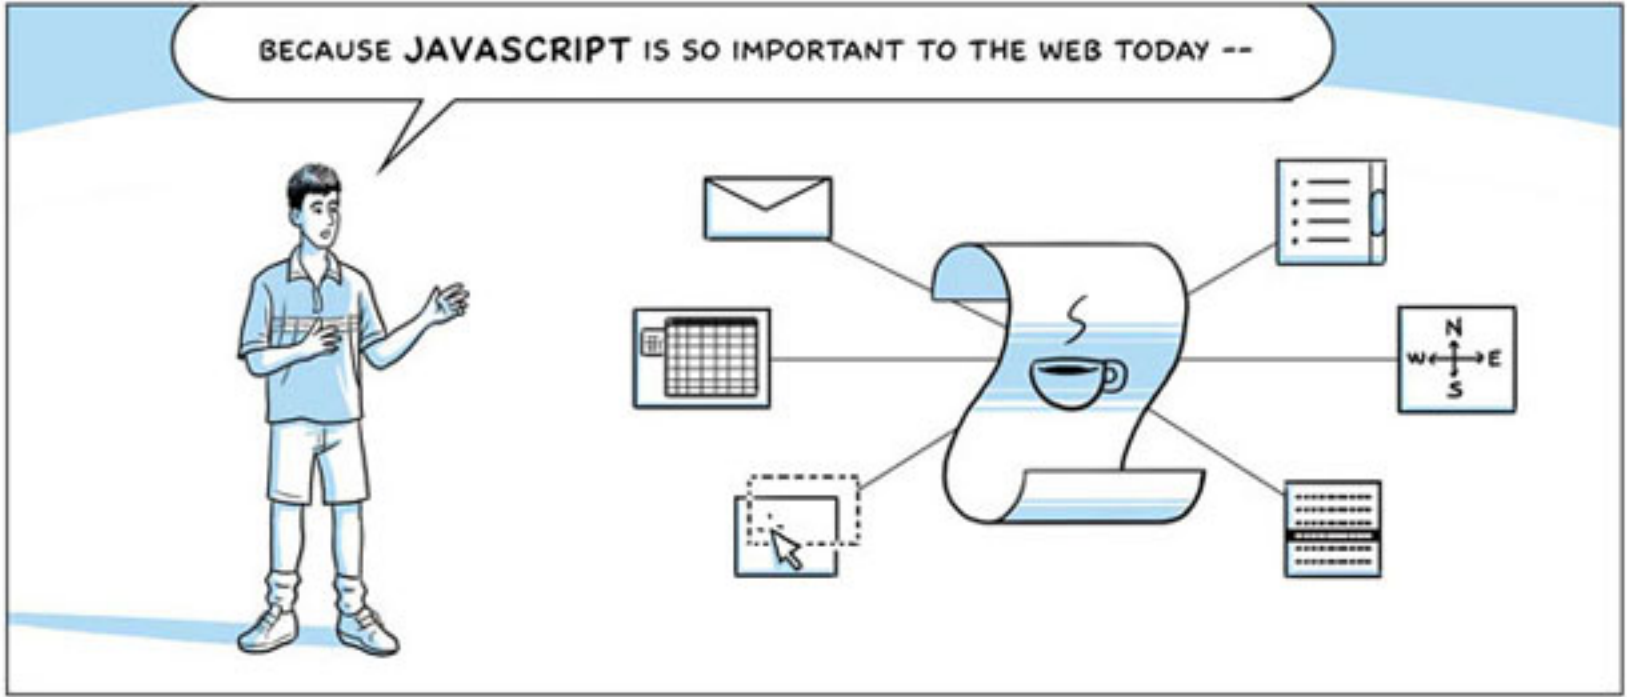 BECAUSE JAVASCRIPT IS SO IMPORTANT TO THE WEB TODAY --
N
W E
S